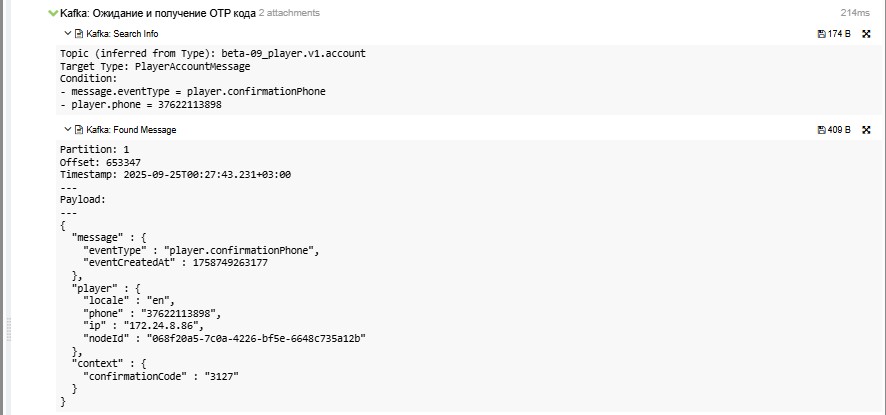 Kafka: Ожидание и получение OTP кода 2 attachments 214ms
Kafka: Search Info 174 B
Topic (inferred from Type): beta-09_player.v1.account
Target Type: PlayerAccountMessage
Condition:
- message.eventType = player.confirmationPhone
- player.phone = 37622113898
Kafka: Found Message 409 B
Partition: 1
Offset: 653347
Timestamp: 2025-09-25T00:27:43.231+03:00
---
Payload:
---
{
  "message" : {
    "eventType" : "player.confirmationPhone",
    "eventCreatedAt" : 1758749263177
  },
  "player" : {
    "locale" : "en",
    "phone" : "37622113898",
    "ip" : "172.24.8.86",
    "nodeId" : "068f20a5-7c0a-4226-bf5e-6648c735a12b"
  },
  "context" : {
    "confirmationCode" : "3127"
  }
}